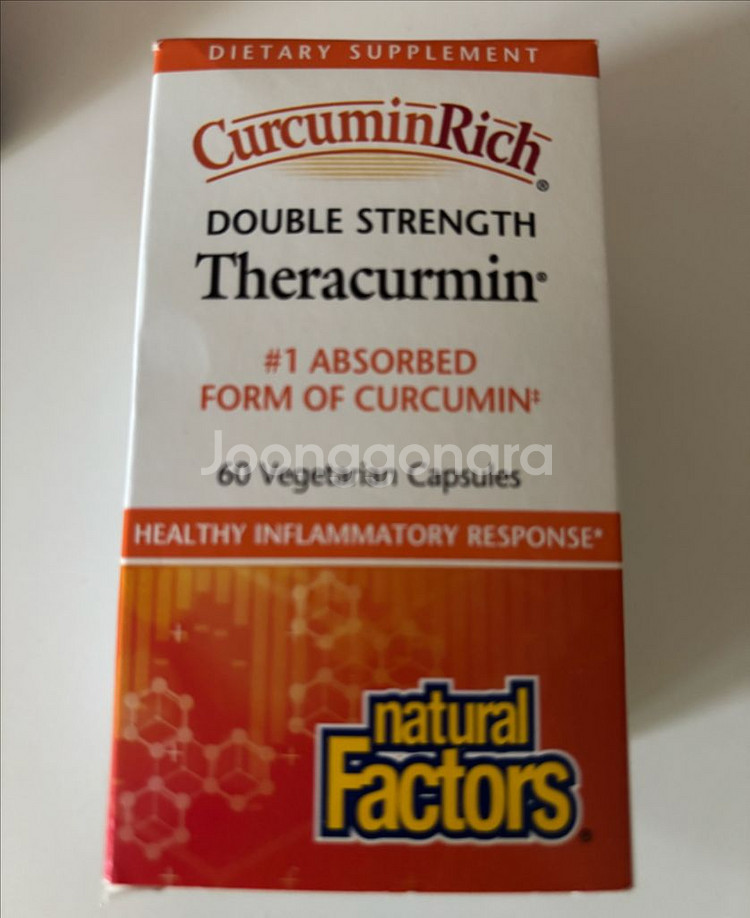 DIETARY SUPPLEMENT
CurcuminRich®
DOUBLE STRENGTH
Theracurmin®
#1 ABSORBED
FORM OF CURCUMIN‡
Joonggonara
60 Vegetarian Capsules
HEALTHY INFLAMMATORY RESPONSE*
natural
Factors®